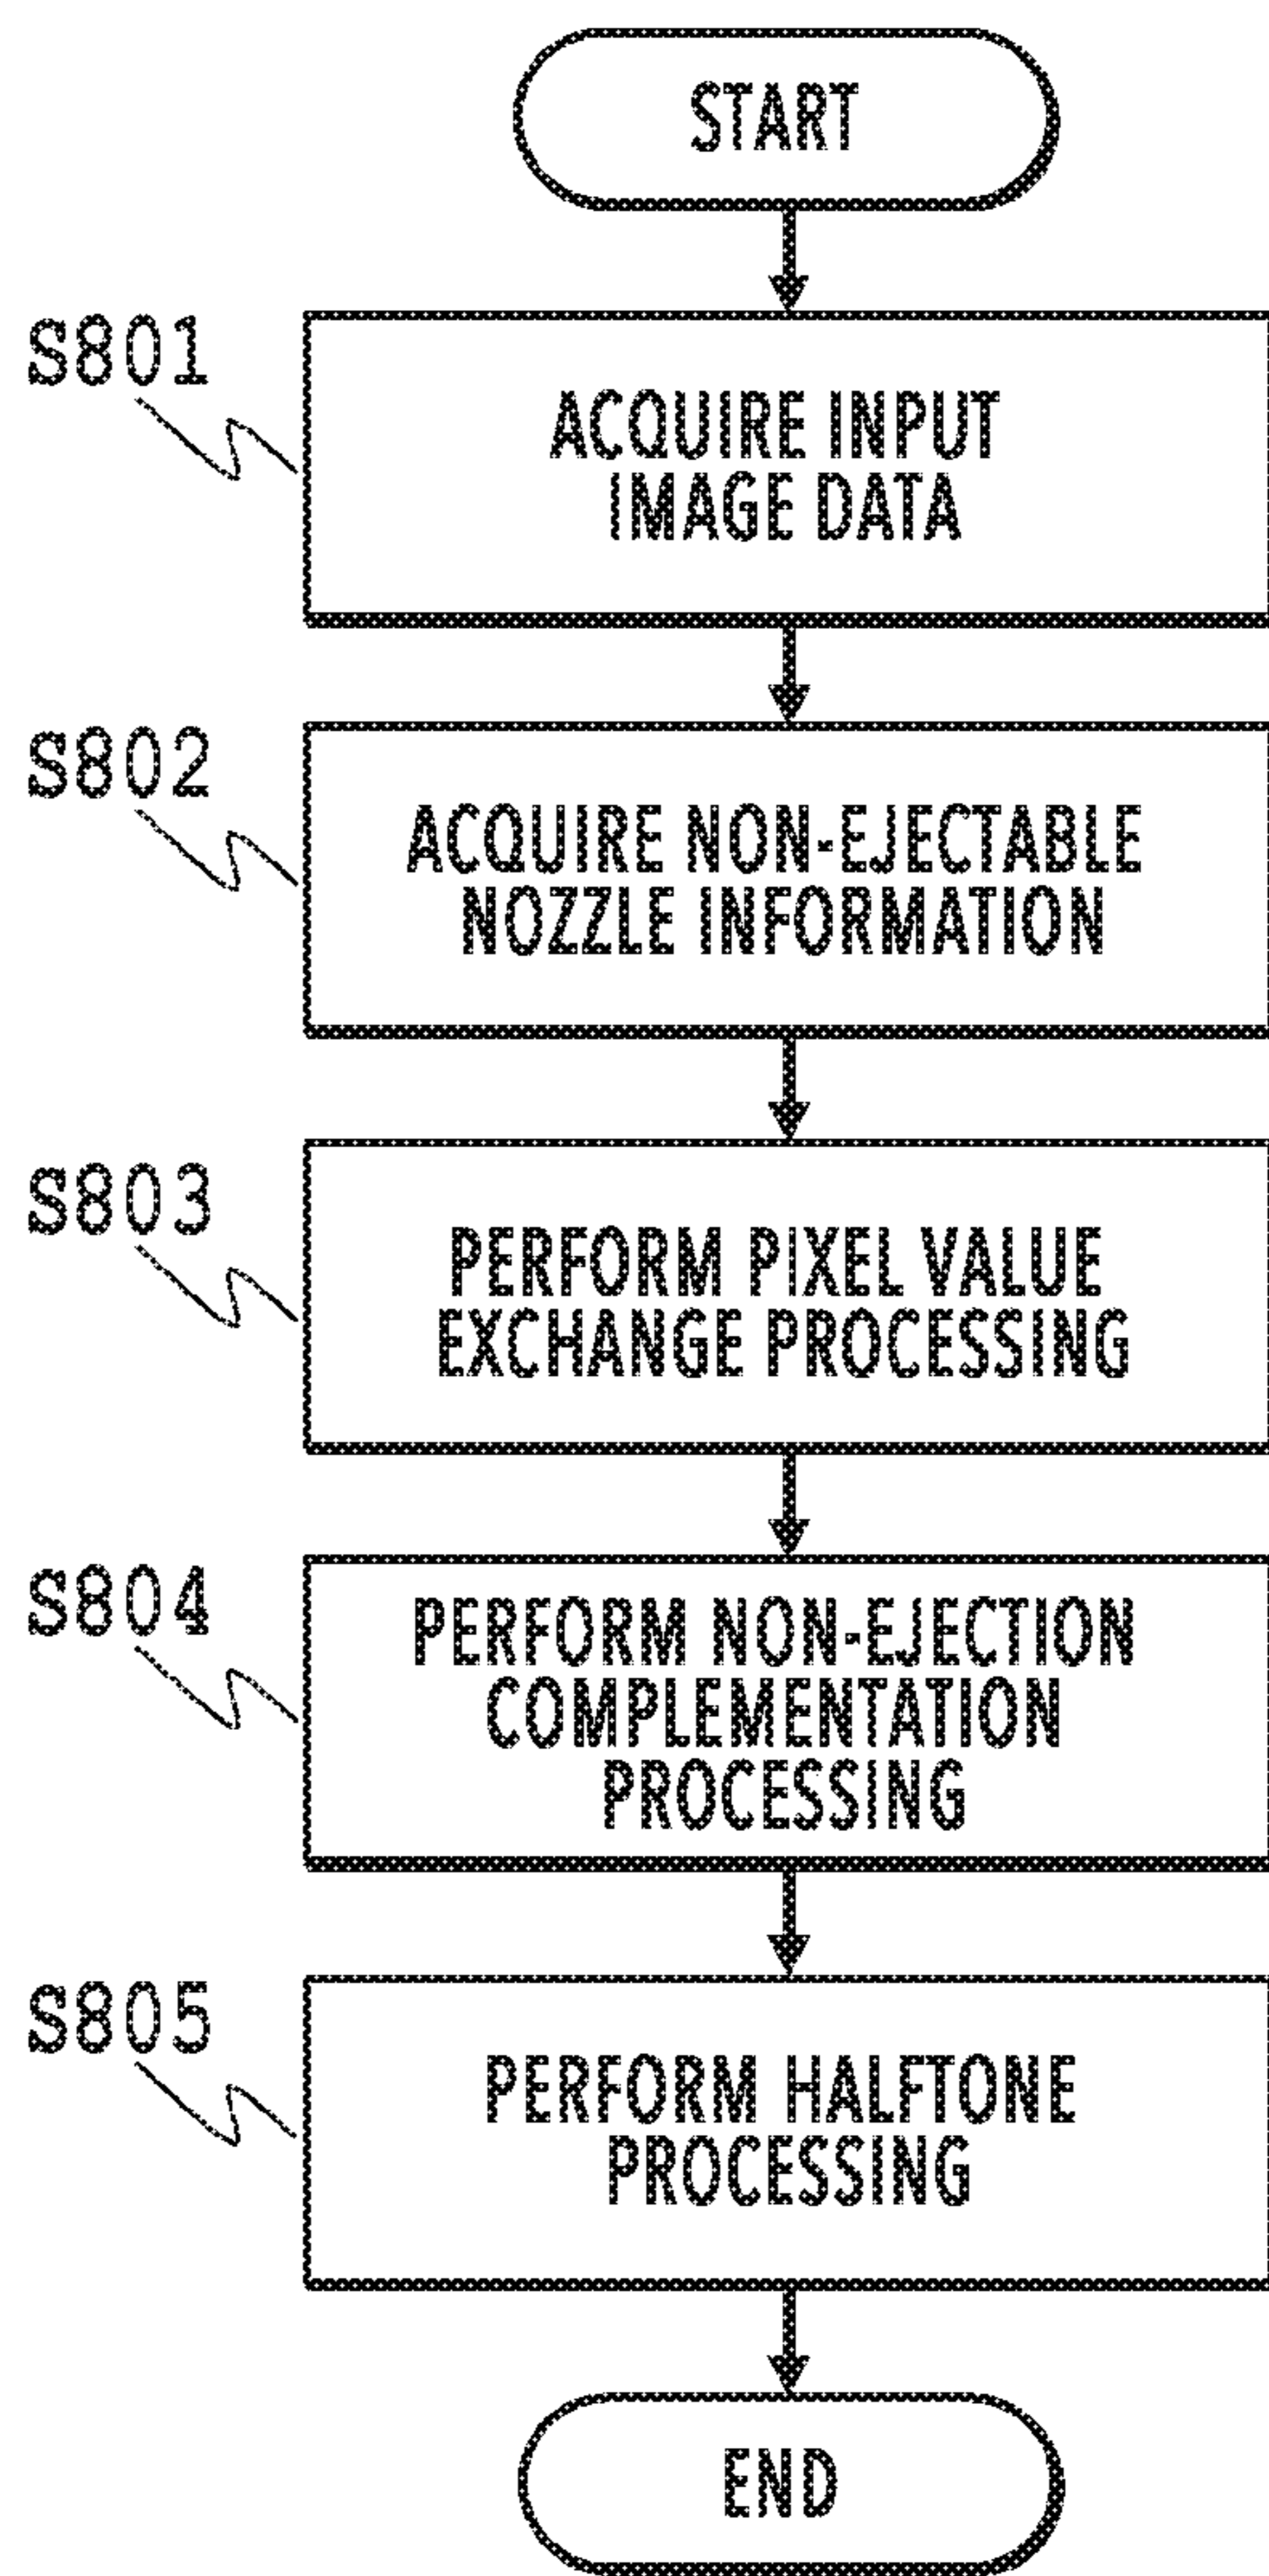 START
S801
ACQUIRE INPUT
IMAGE DATA
S802
ACQUIRE NON-EJECTABLE
NOZZLE INFORMATION
S803
PERFORM PIXEL VALUE
EXCHANGE PROCESSING
S804
PERFORM NON-EJECTION
COMPLEMENTATION
PROCESSING
S805
PERFORM HALFTONE
PROCESSING
END